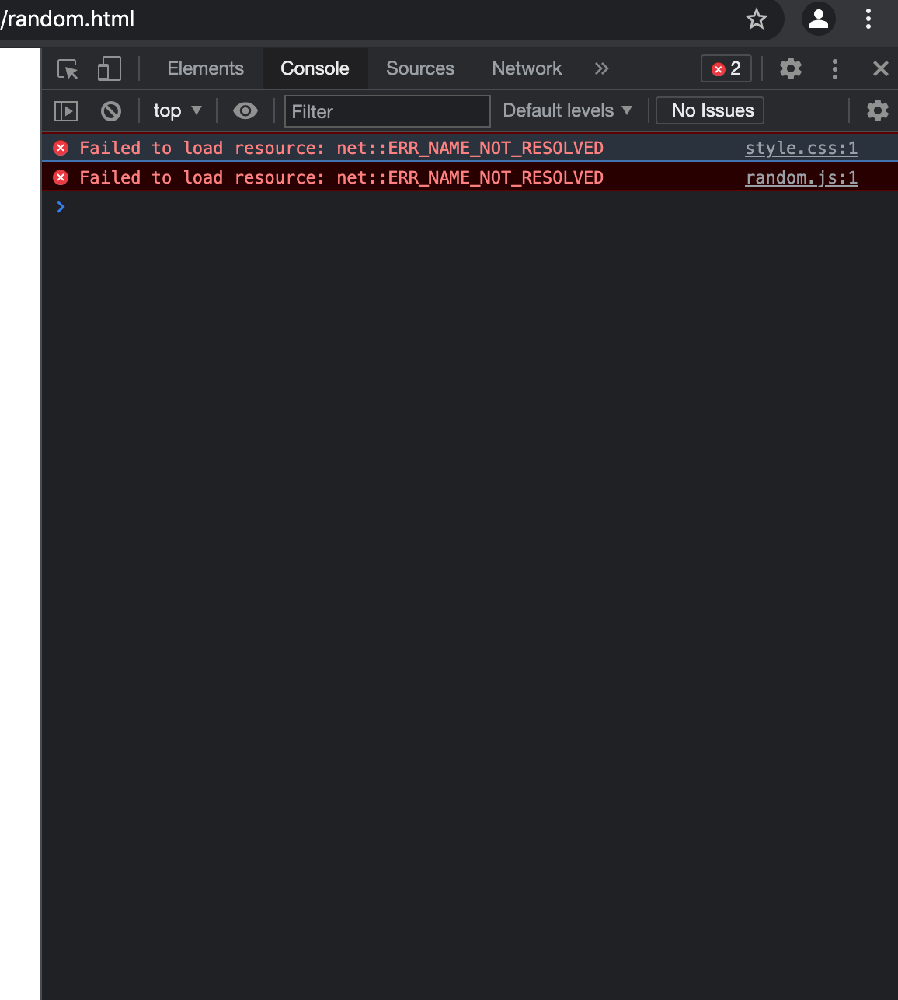 /random.html
Elements Console Sources Network » 2
top Filter Default levels No Issues
Failed to load resource: net::ERR_NAME_NOT_RESOLVED style.css:1
Failed to load resource: net::ERR_NAME_NOT_RESOLVED random.js:1